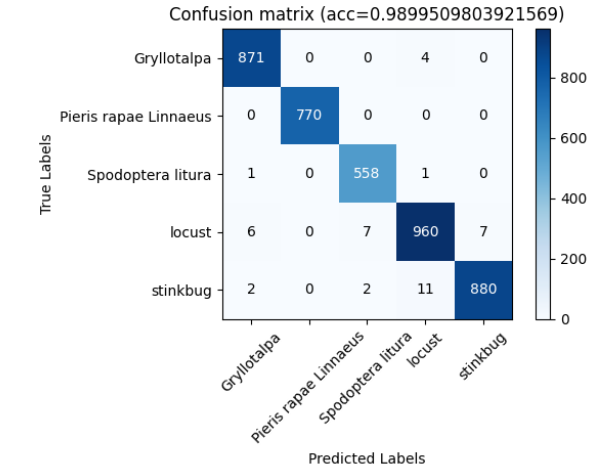 Confusion matrix (acc=0.9899509803921569)
Gryllotalpa 871 0 0 4 0
Pieris rapae Linnaeus 0 770 0 0 0
Spodoptera litura 1 0 558 1 0
locust 6 0 7 960 7
stinkbug 2 0 2 11 880
True Labels
Gryllotalpa
Pieris rapae Linnaeus
Spodoptera litura
locust
stinkbug
Predicted Labels
800
600
400
200
0